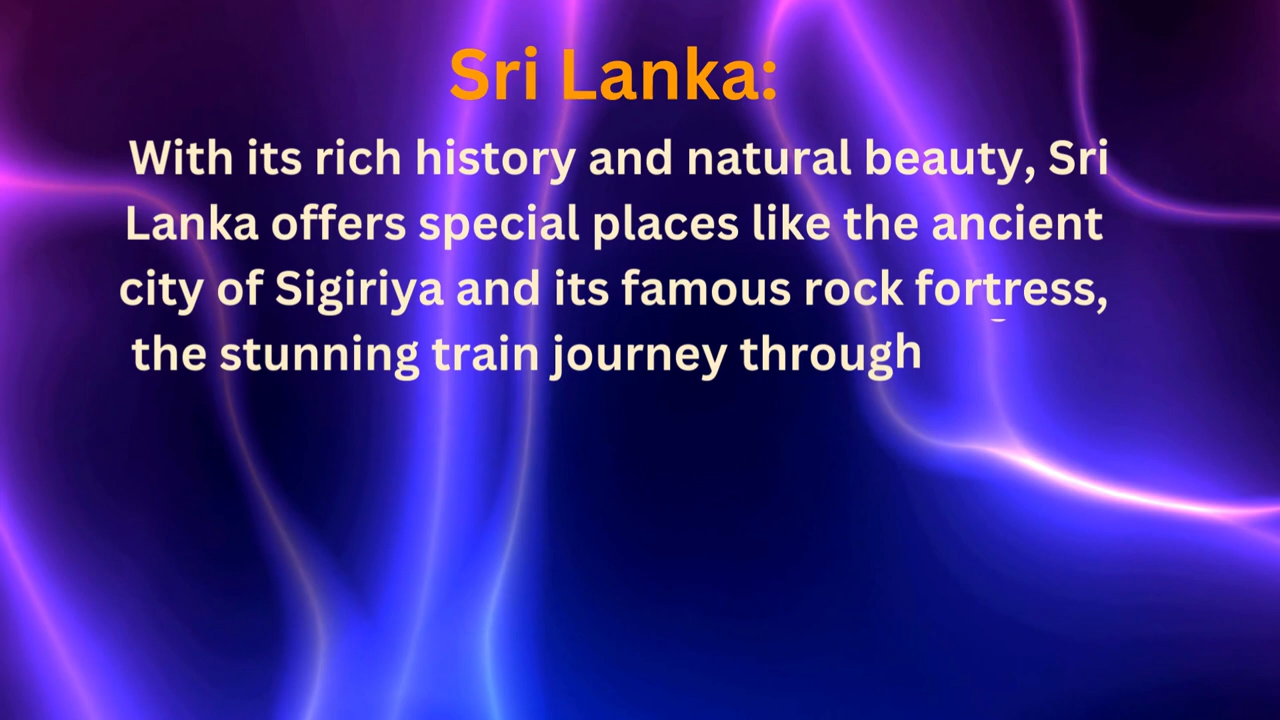 Sri Lanka:
With its rich history and natural beauty, Sri
Lanka offers special places like the ancient
city of Sigiriya and its famous rock fortress,
the stunning train journey through